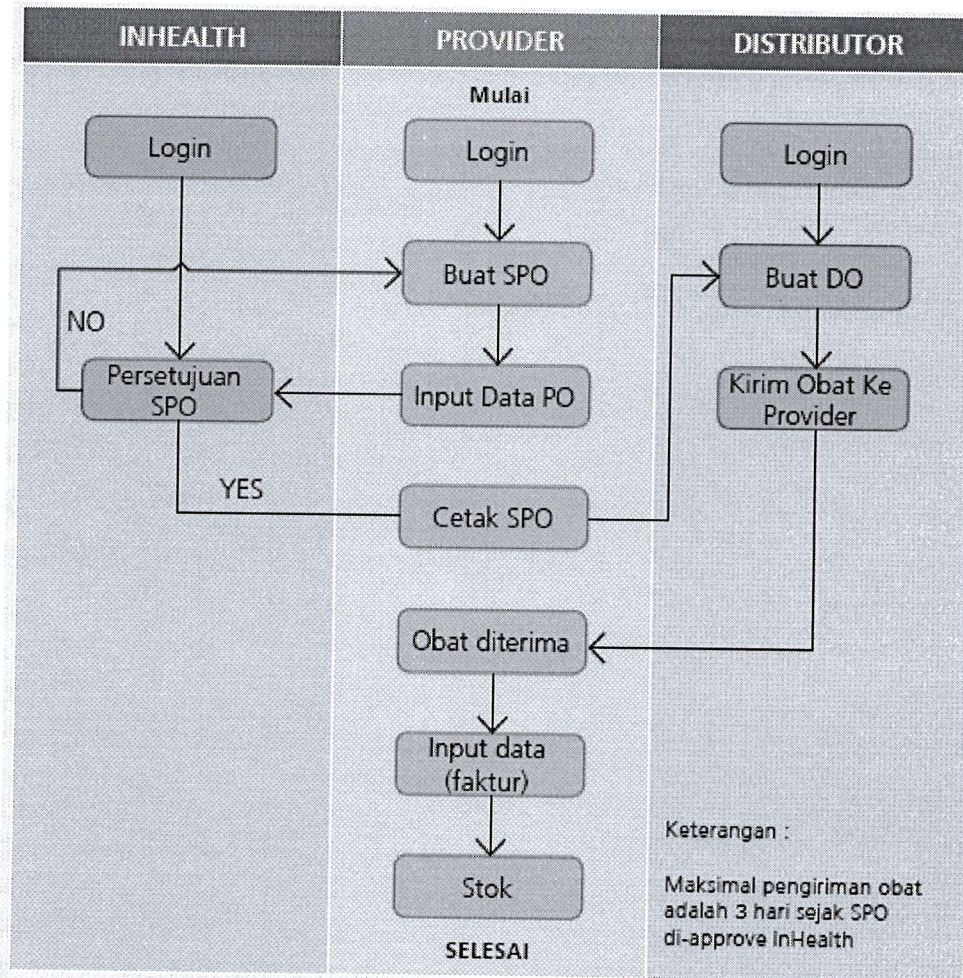 INHEALTH
PROVIDER
DISTRIBUTOR
Mulai
Login
Login
Login
Buat SPO
Buat DO
NO
Persetujuan
SPO
Input Data PO
Kirim Obat Ke
Provider
YES
Cetak SPO
Obat diterima
Input data
(faktur)
Stok
SELESAI
Keterangan :
Maksimal pengiriman obat
adalah 3 hari sejak SPO
di-approve InHealth